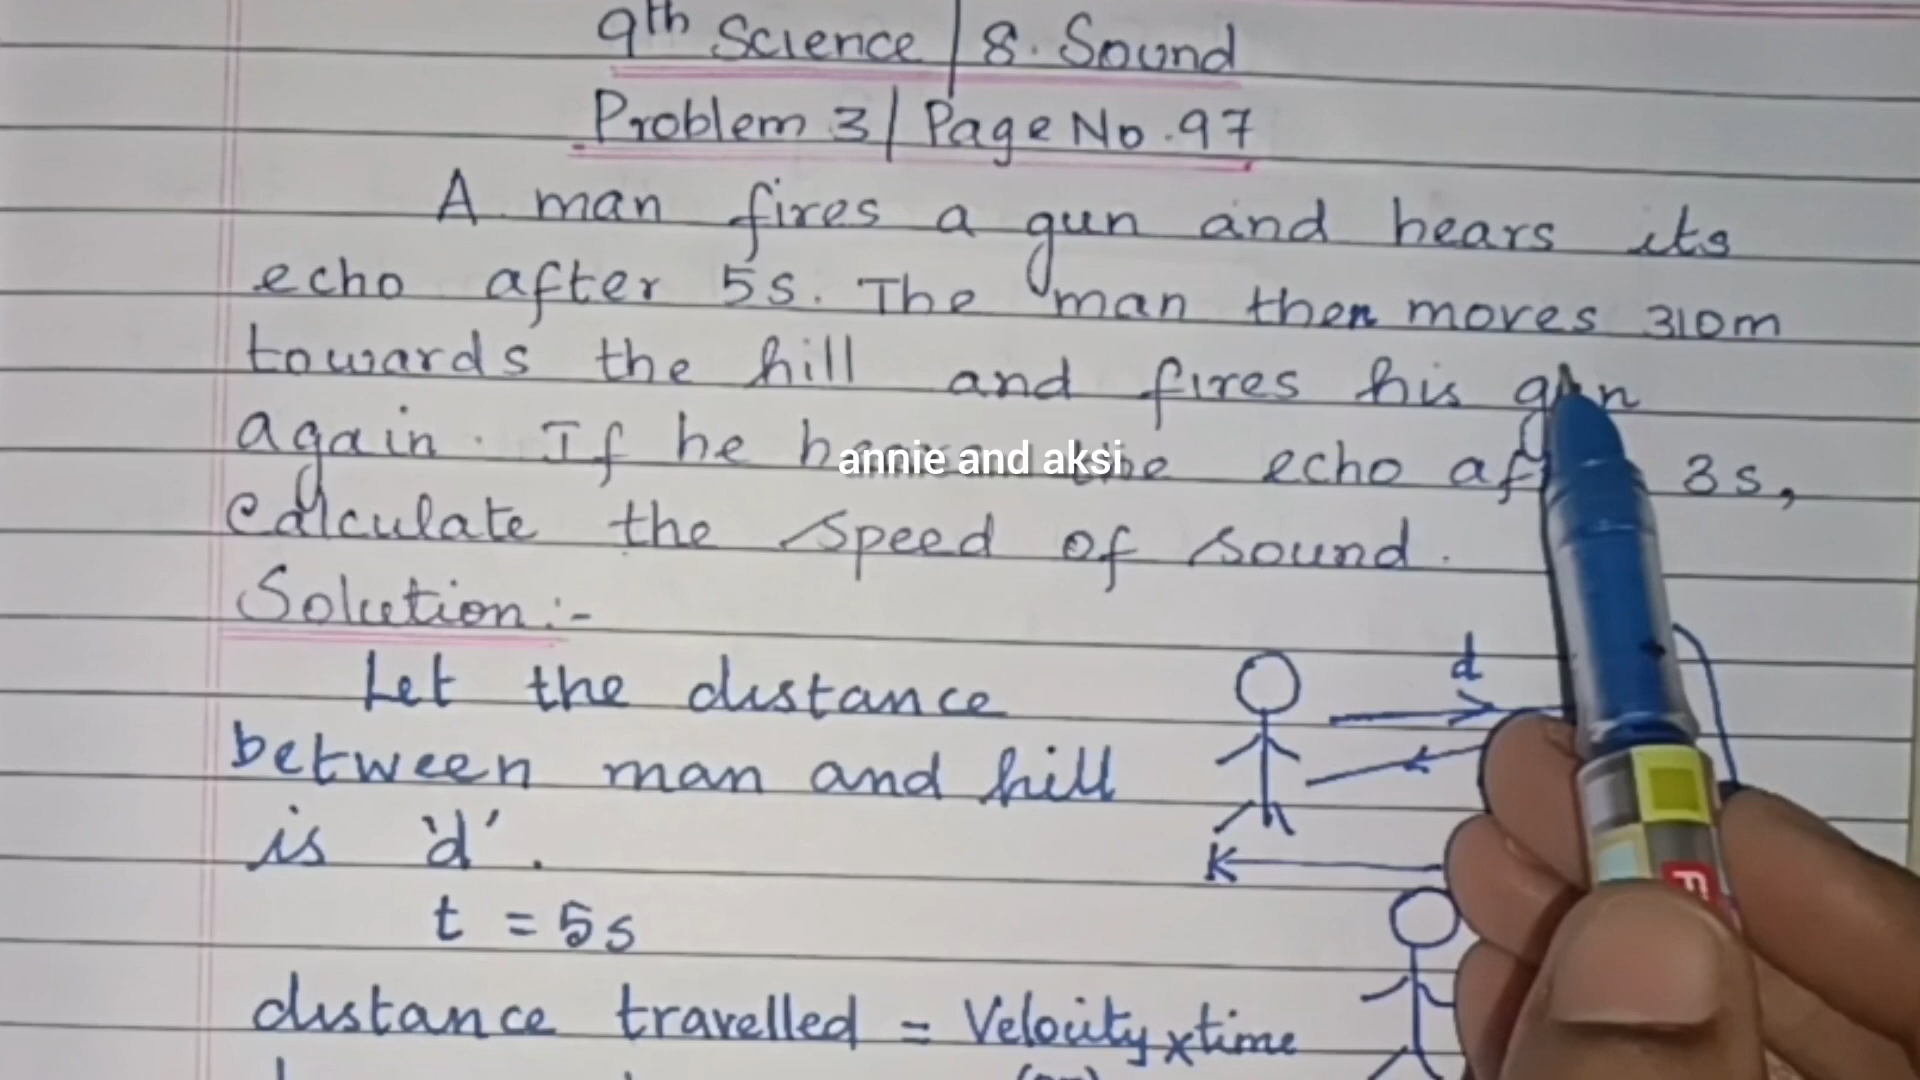 9th Science | 8. Sound
Problem 3 | Page No. 97
A man fires a gun and hears its
echo after 5s. The man then moves 310m
towards the hill and fires his gun
again. If he the echo 3s,
annie and aksi
calculate the speed of sound.
Solution :-
Let the distance
d
between man and hill
is 'd'.
t = 5s
distance travelled = Velocity x time